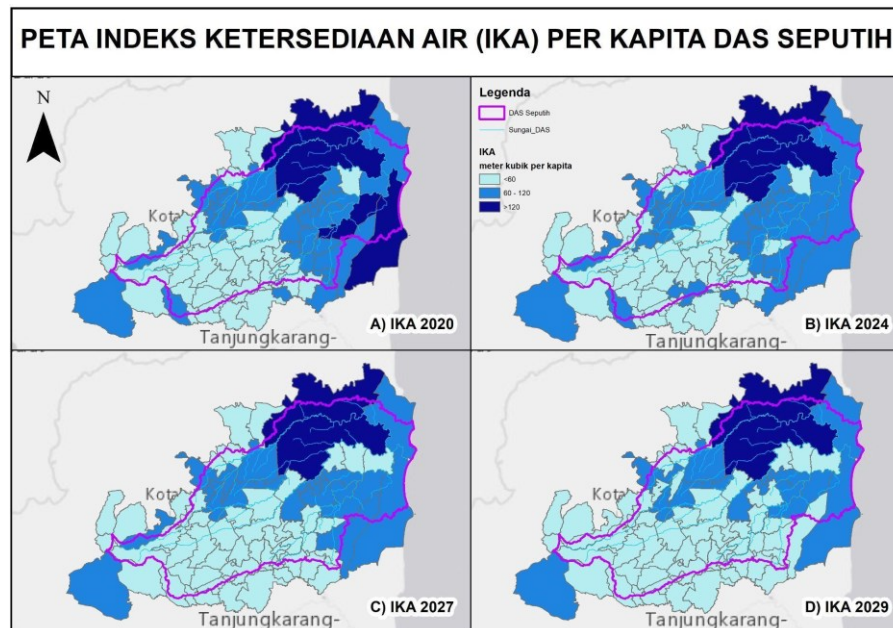 PETA INDEKS KETERSEDIAAN AIR (IKA) PER KAPITA DAS SEPUTIH
N
Kota
Tanjungkarang-
A) IKA 2020
Legenda
DAS Seputih
Sungai_DAS
IKA
meter kubik per kapita
<60
60 - 120
>120
Kota
Tanjungkarang-
B) IKA 2024
Kota
Tanjungkarang-
C) IKA 2027
Kota
Tanjungkarang-
D) IKA 2029